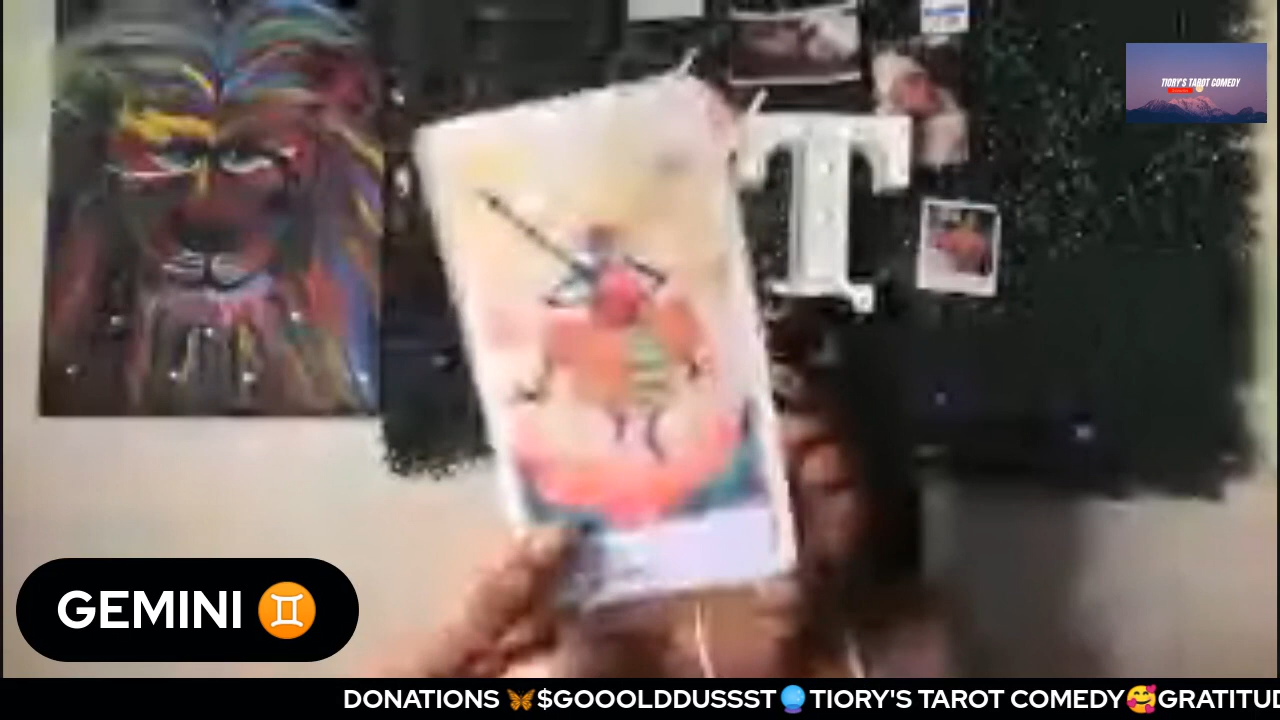 TIORY'S TAROT COMEDY
T
GEMINI ♊
DONATIONS 🦋$GOOOLDDUSSST🔮TIORY'S TAROT COMEDY🥰GRATITUD